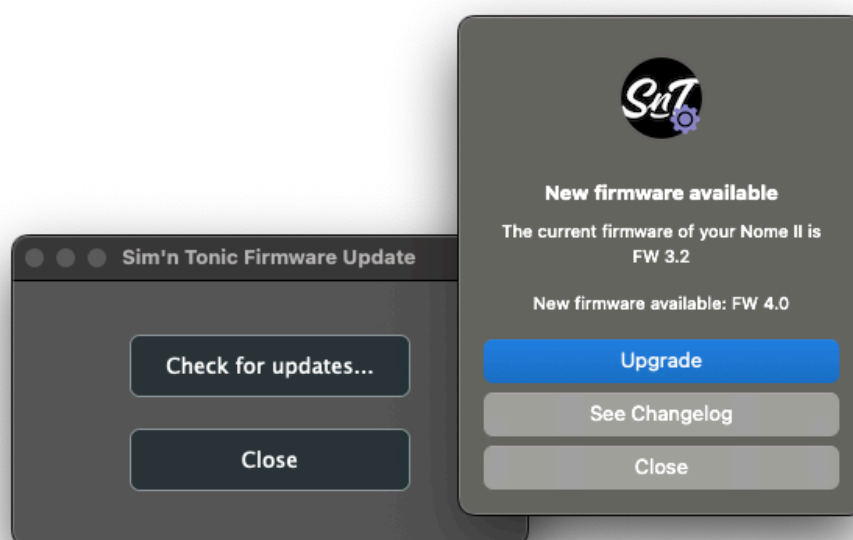 SnT
New firmware available
The current firmware of your Nome II is
FW 3.2
New firmware available: FW 4.0
Upgrade
See Changelog
Close
Sim'n Tonic Firmware Update
Check for updates...
Close